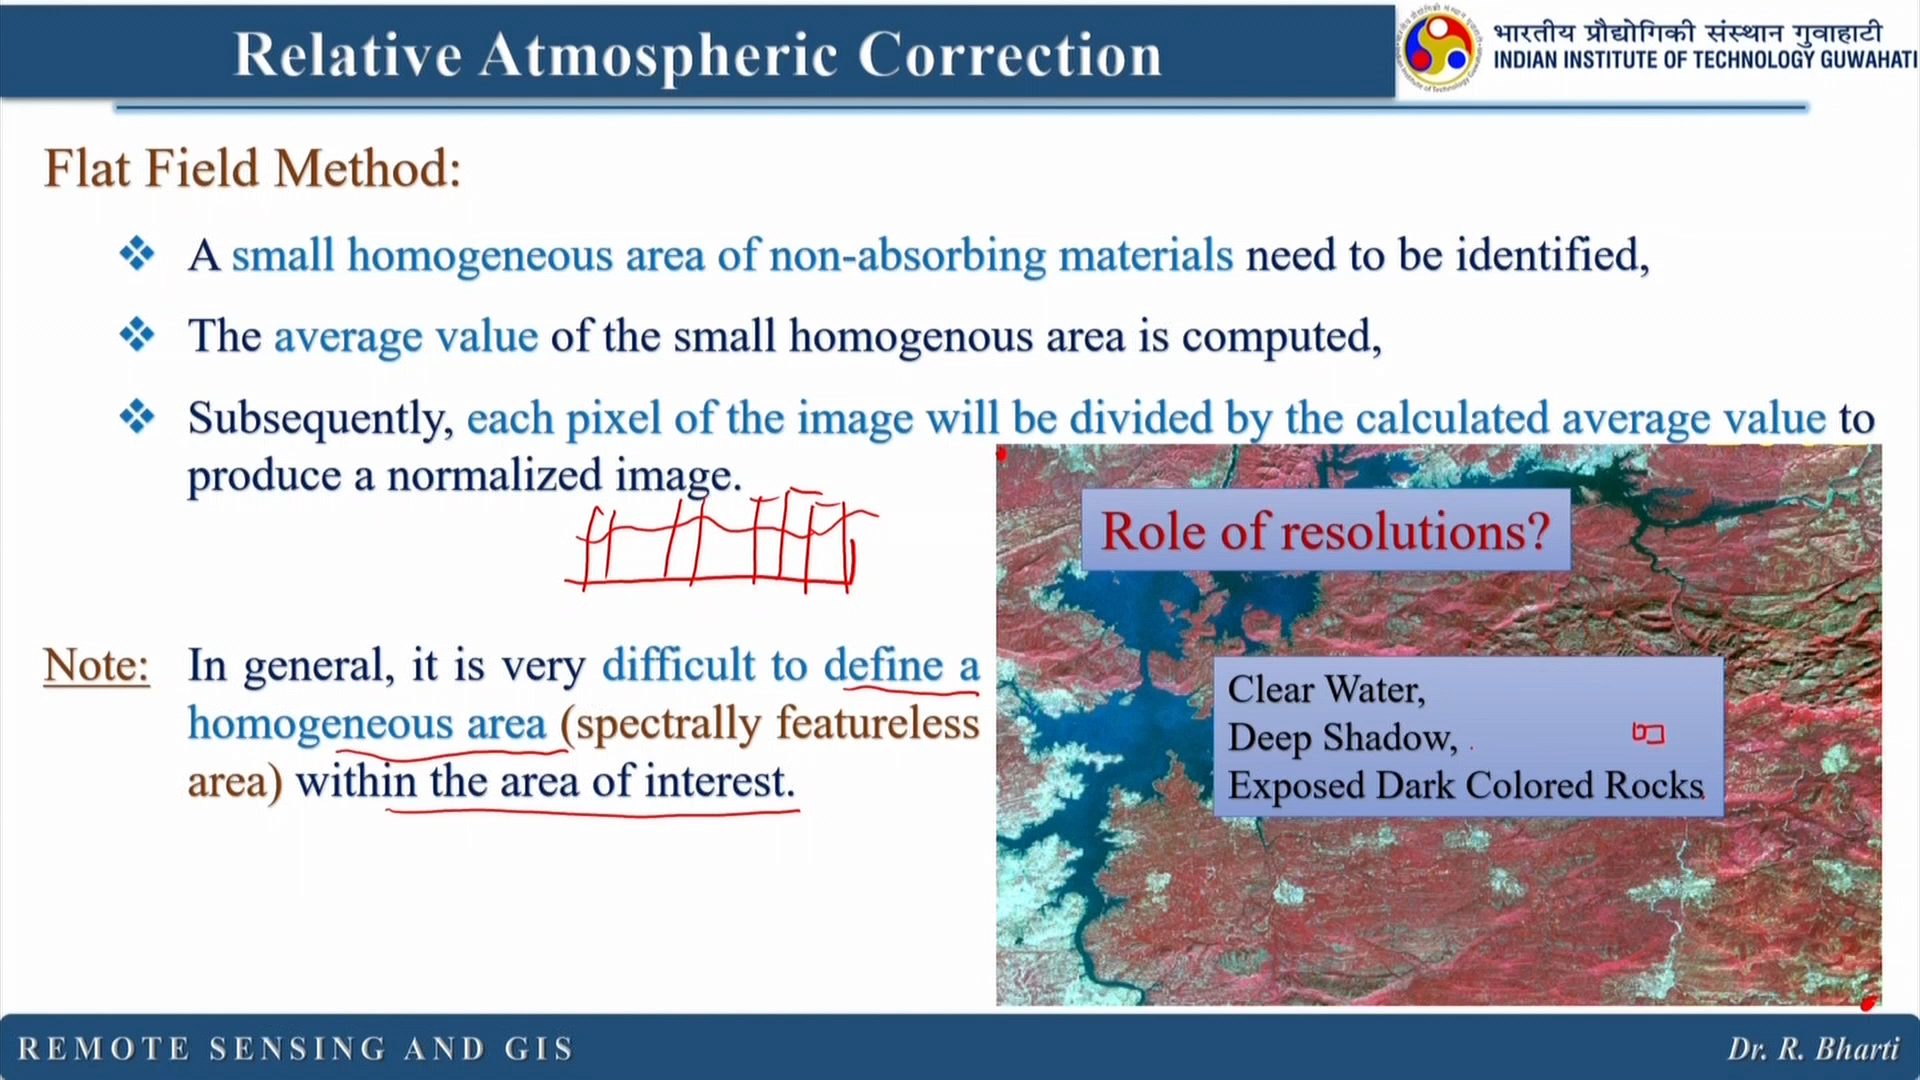 Relative Atmospheric Correction
भारतीय प्रौद्योगिकी संस्थान गुवाहाटी
INDIAN INSTITUTE OF TECHNOLOGY GUWAHATI
Flat Field Method:
❖ A small homogeneous area of non-absorbing materials need to be identified,
❖ The average value of the small homogenous area is computed,
❖ Subsequently, each pixel of the image will be divided by the calculated average value to
produce a normalized image.
Role of resolutions?
Note: In general, it is very difficult to define a
homogeneous area (spectrally featureless
area) within the area of interest.
Clear Water,
Deep Shadow,
Exposed Dark Colored Rocks
REMOTE SENSING AND GIS
Dr. R. Bharti